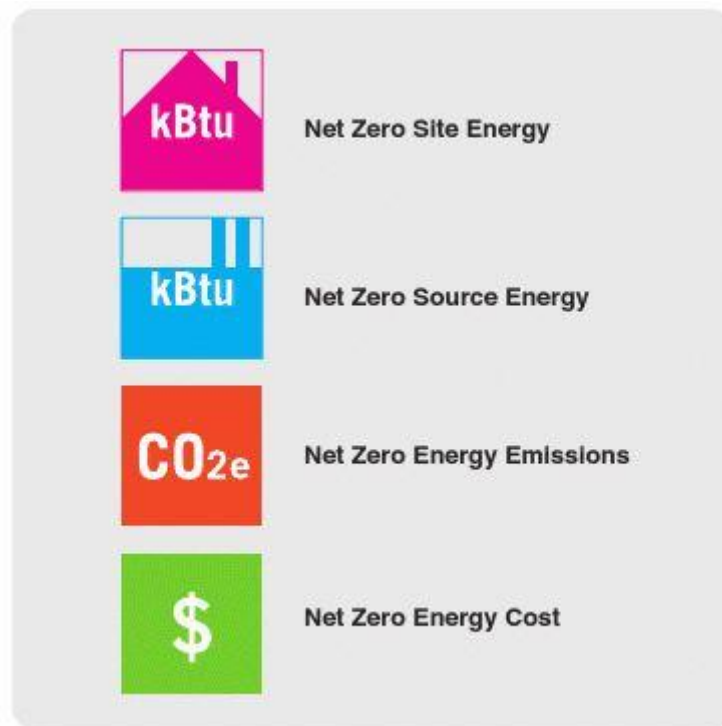 kBtu
Net Zero Site Energy
kBtu
Net Zero Source Energy
CO2e
Net Zero Energy Emissions
$
Net Zero Energy Cost